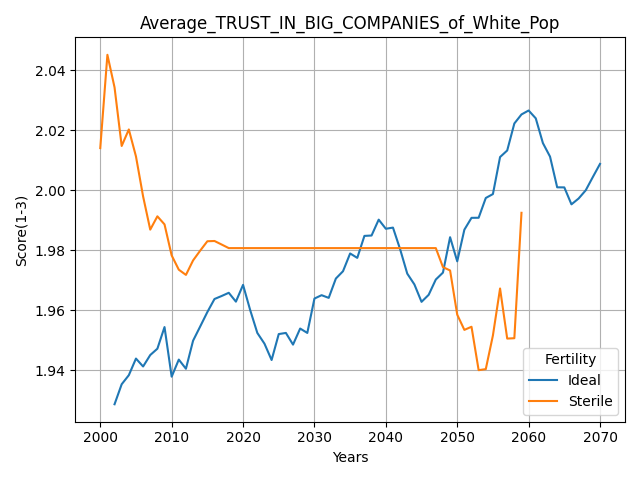 Average_TRUST_IN_BIG_COMPANIES_of_White_Pop
Score(1-3)
2.04
2.02
2.00
1.98
1.96
1.94
Fertility
Ideal
Sterile
2000 2010 2020 2030 2040 2050 2060 2070
Years